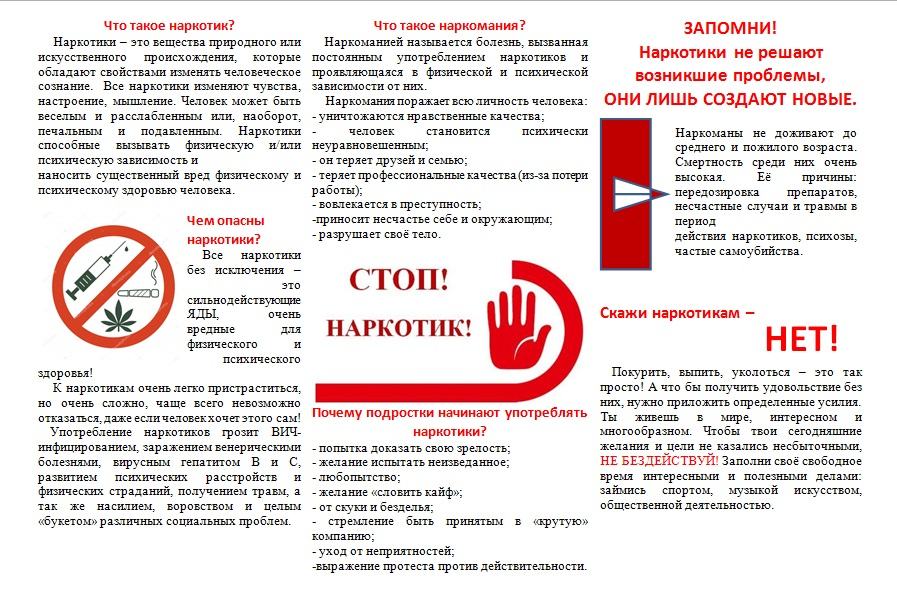 Что такое наркотик?
Наркотики – это вещества природного или
искусственного происхождения, которые
обладают свойствами изменять человеческое
сознание. Все наркотики изменяют чувства,
настроение, мышление. Человек может быть
веселым и расслабленным или, наоборот,
печальным и подавленным. Наркотики
способные вызывать физическую и/или
психическую зависимость и
наносить существенный вред физическому и
психическому здоровью человека.
Чем опасны
наркотики?
Все наркотики
без исключения –
это
сильнодействующие
ЯДЫ, очень
вредные для
физического и
психического
здоровья!
К наркотикам очень легко пристраститься,
но очень сложно, чаще всего невозможно
отказаться, даже если человек хочет этого сам!
Употребление наркотиков грозит ВИЧ-
инфицированием, заражением венерическими
болезнями, вирусным гепатитом В и С,
развитием психических расстройств и
физических страданий, получением травм, а
так же насилием, воровством и целым
«букетом» различных социальных проблем.
Что такое наркомания?
Наркоманией называется болезнь, вызванная
постоянным употреблением наркотиков и
проявляющаяся в физической и психической
зависимости от них.
Наркомания поражает всю личность человека:
- уничтожаются нравственные качества;
- человек становится психически
неуравновешенным;
- он теряет друзей и семью;
- теряет профессиональные качества (из-за потери
работы);
- вовлекается в преступность;
-приносит несчастье себе и окружающим;
- разрушает своё тело.
СТОП!
НАРКОТИК!
Почему подростки начинают употреблять
наркотики?
- попытка доказать свою зрелость;
- желание испытать неизведанное;
- любопытство;
- желание «словить кайф»;
- от скуки и безделья;
- стремление быть принятым в «крутую»
компанию;
- уход от неприятностей;
-выражение протеста против действительности.
ЗАПОМНИ!
Наркотики не решают
возникшие проблемы,
ОНИ ЛИШЬ СОЗДАЮТ НОВЫЕ.
Наркоманы не доживают до
среднего и пожилого возраста.
Смертность среди них очень
высокая. Её причины:
передозировка препаратов,
несчастные случаи и травмы в
период
действия наркотиков, психозы,
частые самоубийства.
Скажи наркотикам –
НЕТ!
Покурить, выпить, уколоться – это так
просто! А что бы получить удовольствие без
них, нужно приложить определенные усилия.
Ты живешь в мире, интересном и
многообразном. Чтобы твои сегодняшние
желания и цели не казались несбыточными,
НЕ БЕЗДЕЙСТВУЙ! Заполни своё свободное
время интересными и полезными делами:
займись спортом, музыкой искусством,
общественной деятельностью.